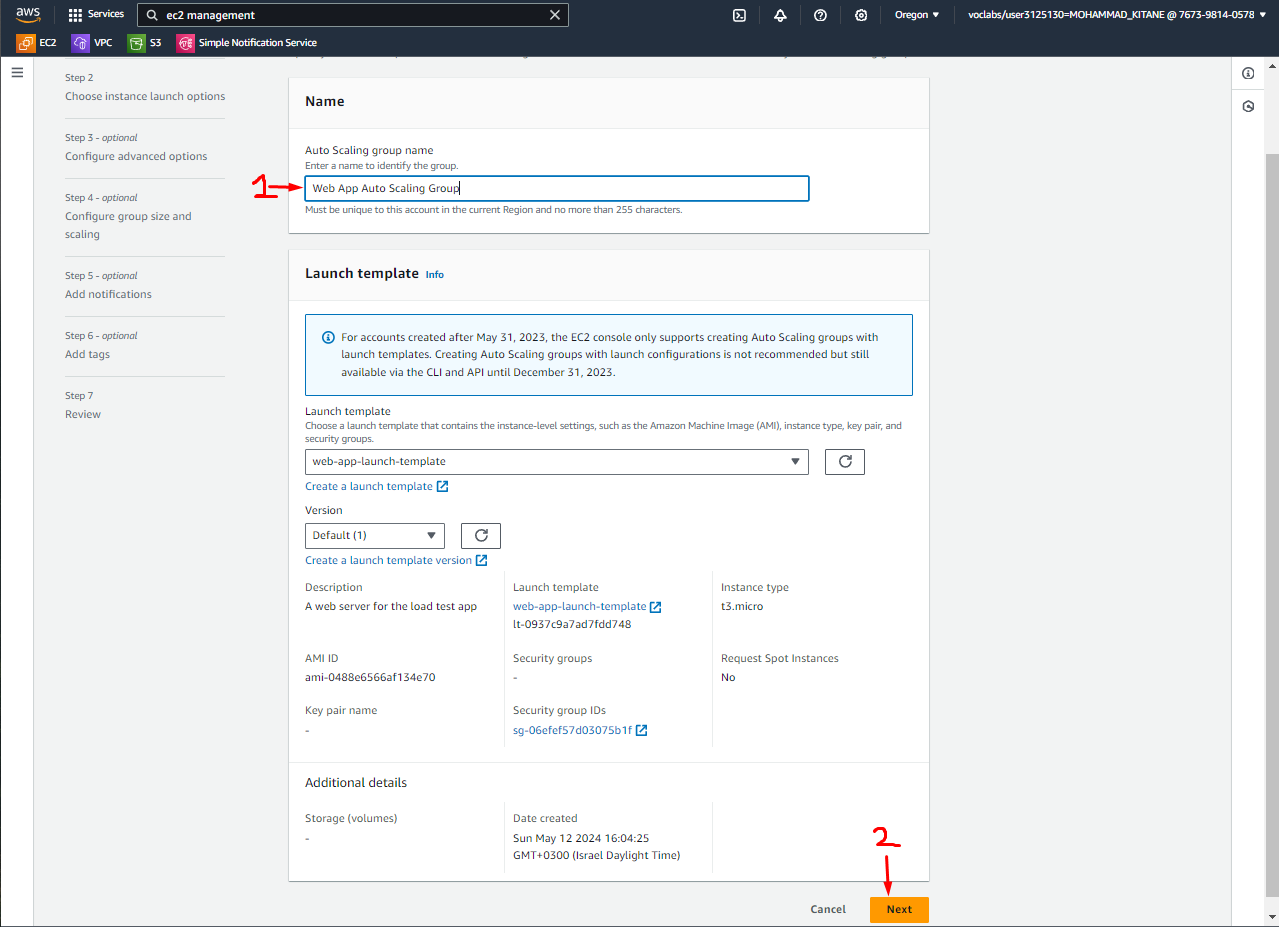 aws
Services
ec2 management
Oregon
voclabs/user3125130=MOHAMMAD_KITANE @ 7673-9814-0578
EC2
VPC
S3
Simple Notification Service
Step 2
Choose instance launch options
Step 3 - optional
Configure advanced options
Step 4 - optional
Configure group size and
scaling
Step 5 - optional
Add notifications
Step 6 - optional
Add tags
Step 7
Review
Name
Auto Scaling group name
Enter a name to identify the group.
1
Web App Auto Scaling Group
Must be unique to this account in the current Region and no more than 255 characters.
Launch template Info
For accounts created after May 31, 2023, the EC2 console only supports creating Auto Scaling groups with
launch templates. Creating Auto Scaling groups with launch configurations is not recommended but still
available via the CLI and API until December 31, 2023.
Launch template
Choose a launch template that contains the instance-level settings, such as the Amazon Machine Image (AMI), instance type, key pair, and
security groups.
web-app-launch-template
Create a launch template
Version
Default (1)
Create a launch template version
Description
A web server for the load test app
Launch template
web-app-launch-template
lt-0937c9a7ad7fdd748
Instance type
t3.micro
AMI ID
ami-0488e6566af134e70
Security groups
-
Request Spot Instances
No
Key pair name
-
Security group IDs
sg-06efef57d03075b1f
Additional details
Storage (volumes)
-
Date created
Sun May 12 2024 16:04:25
GMT+0300 (Israel Daylight Time)
2
Cancel
Next